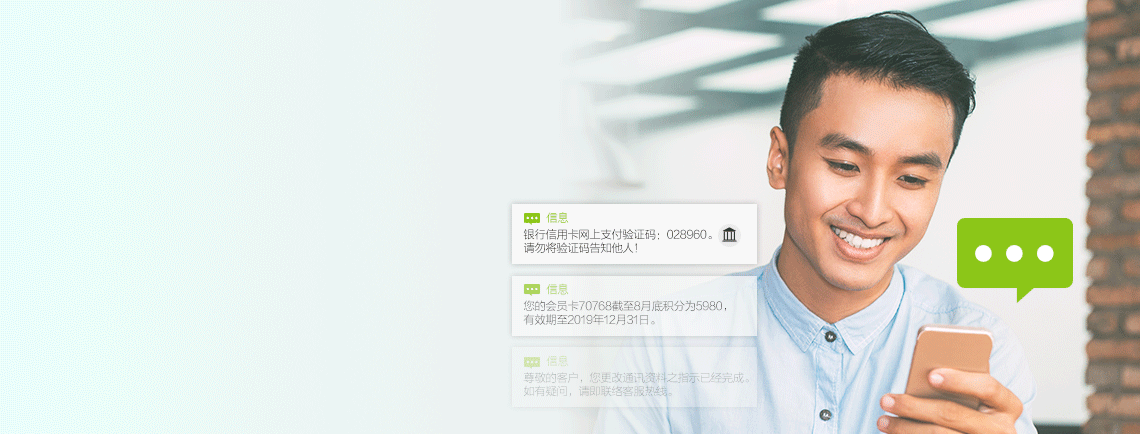 信息
银行信用卡网上支付验证码：028960。
请勿将验证码告知他人！
信息
您的会员卡70768截至8月底积分为5980，
有效期至2019年12月31日。
信息
尊敬的客户，您更改通讯资料之指示已经完成。
如有疑问，请即联络客服热线。